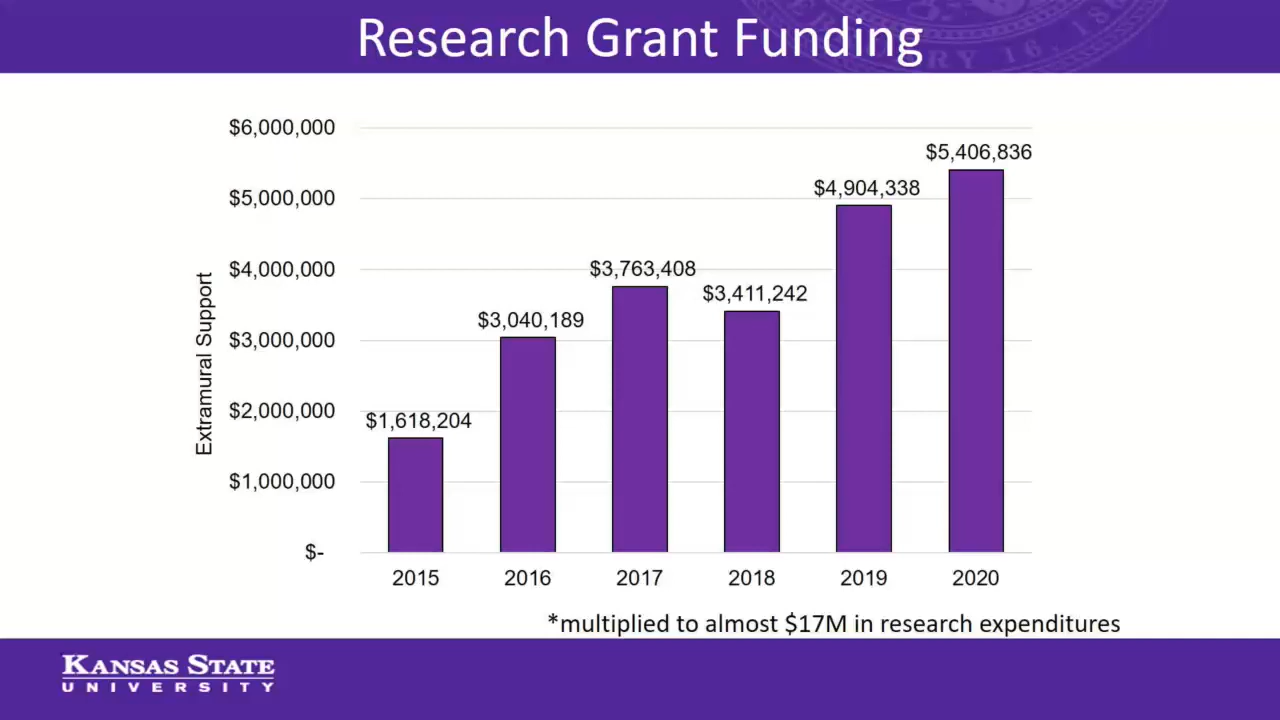 Research Grant Funding
$6,000,000
$5,000,000
$4,000,000
$3,000,000
$2,000,000
$1,000,000
$-
Extramural Support
$1,618,204
$3,040,189
$3,763,408
$3,411,242
$4,904,338
$5,406,836
2015 2016 2017 2018 2019 2020
*multiplied to almost $17M in research expenditures
KANSAS STATE
UNIVERSITY